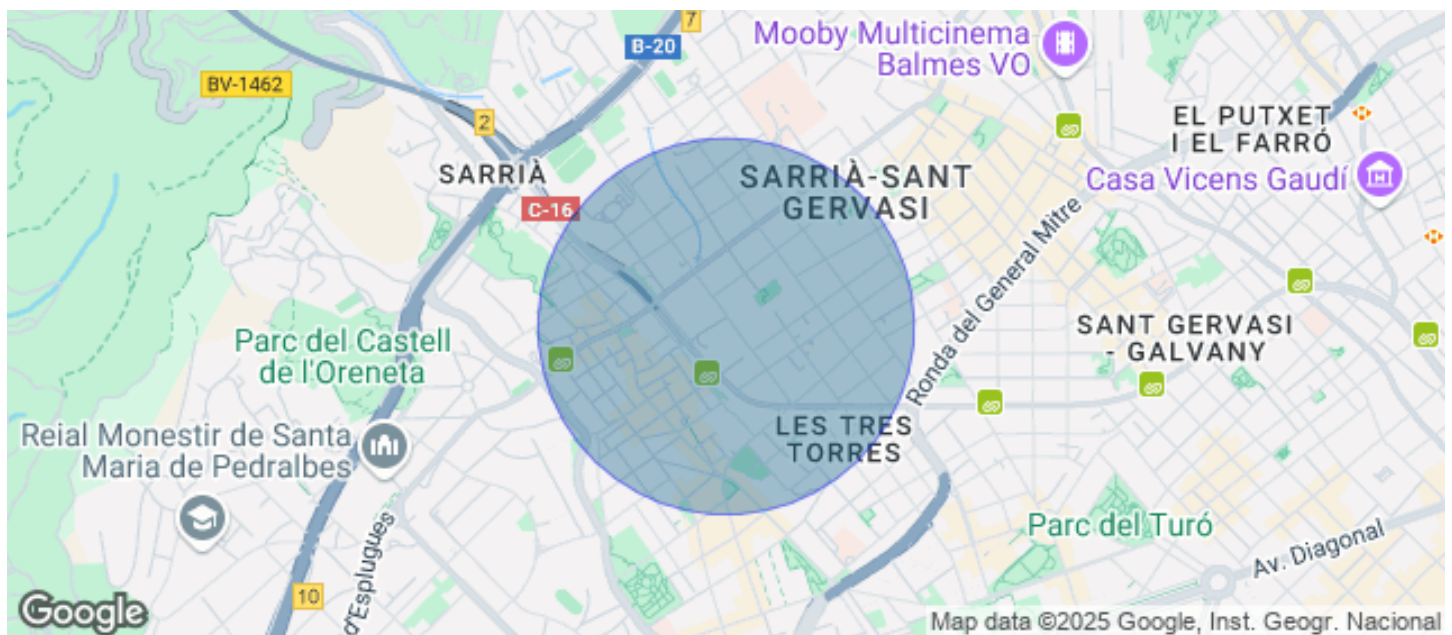 7
B-20
Mooby Multicinema
Balmes VO
BV-1462
2
EL PUTXET
I EL FARRÓ
SARRIÀ
SARRIÀ-SANT
GERVASI
Casa Vicens Gaudí
C-16
Ronda del General Mitre
Parc del Castell
de l'Oreneta
SANT GERVASI
- GALVANY
LES TRES
TORRES
Reial Monestir de Santa
Maria de Pedralbes
Parc del Turó
Av. Diagonal
d'Esplugues
10
Google
Map data ©2025 Google, Inst. Geogr. Nacional